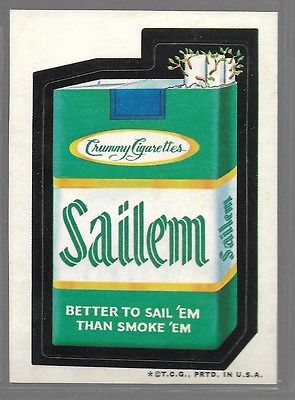 Crummy Cigarettes
Sailem
Sailem
BETTER TO SAIL 'EM
THAN SMOKE 'EM
*©T.C.G., PRTD. IN U.S.A.